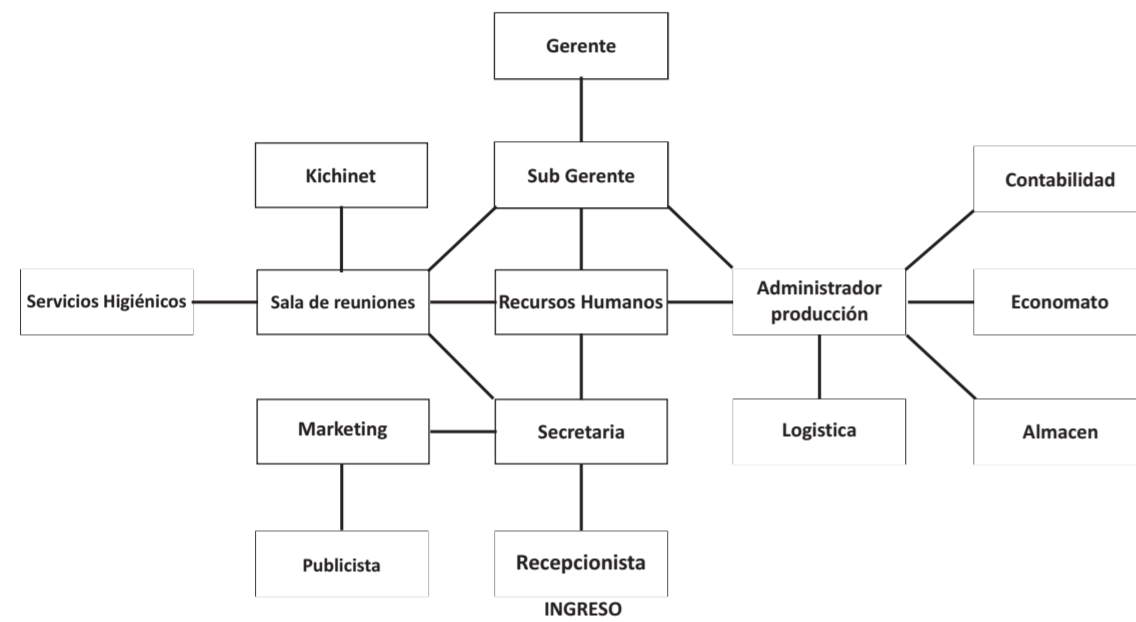 Gerente
Kichinet
Sub Gerente
Contabilidad
Servicios Higiénicos
Sala de reuniones
Recursos Humanos
Administrador
producción
Economato
Marketing
Secretaria
Logistica
Almacen
Publicista
Recepcionista
INGRESO